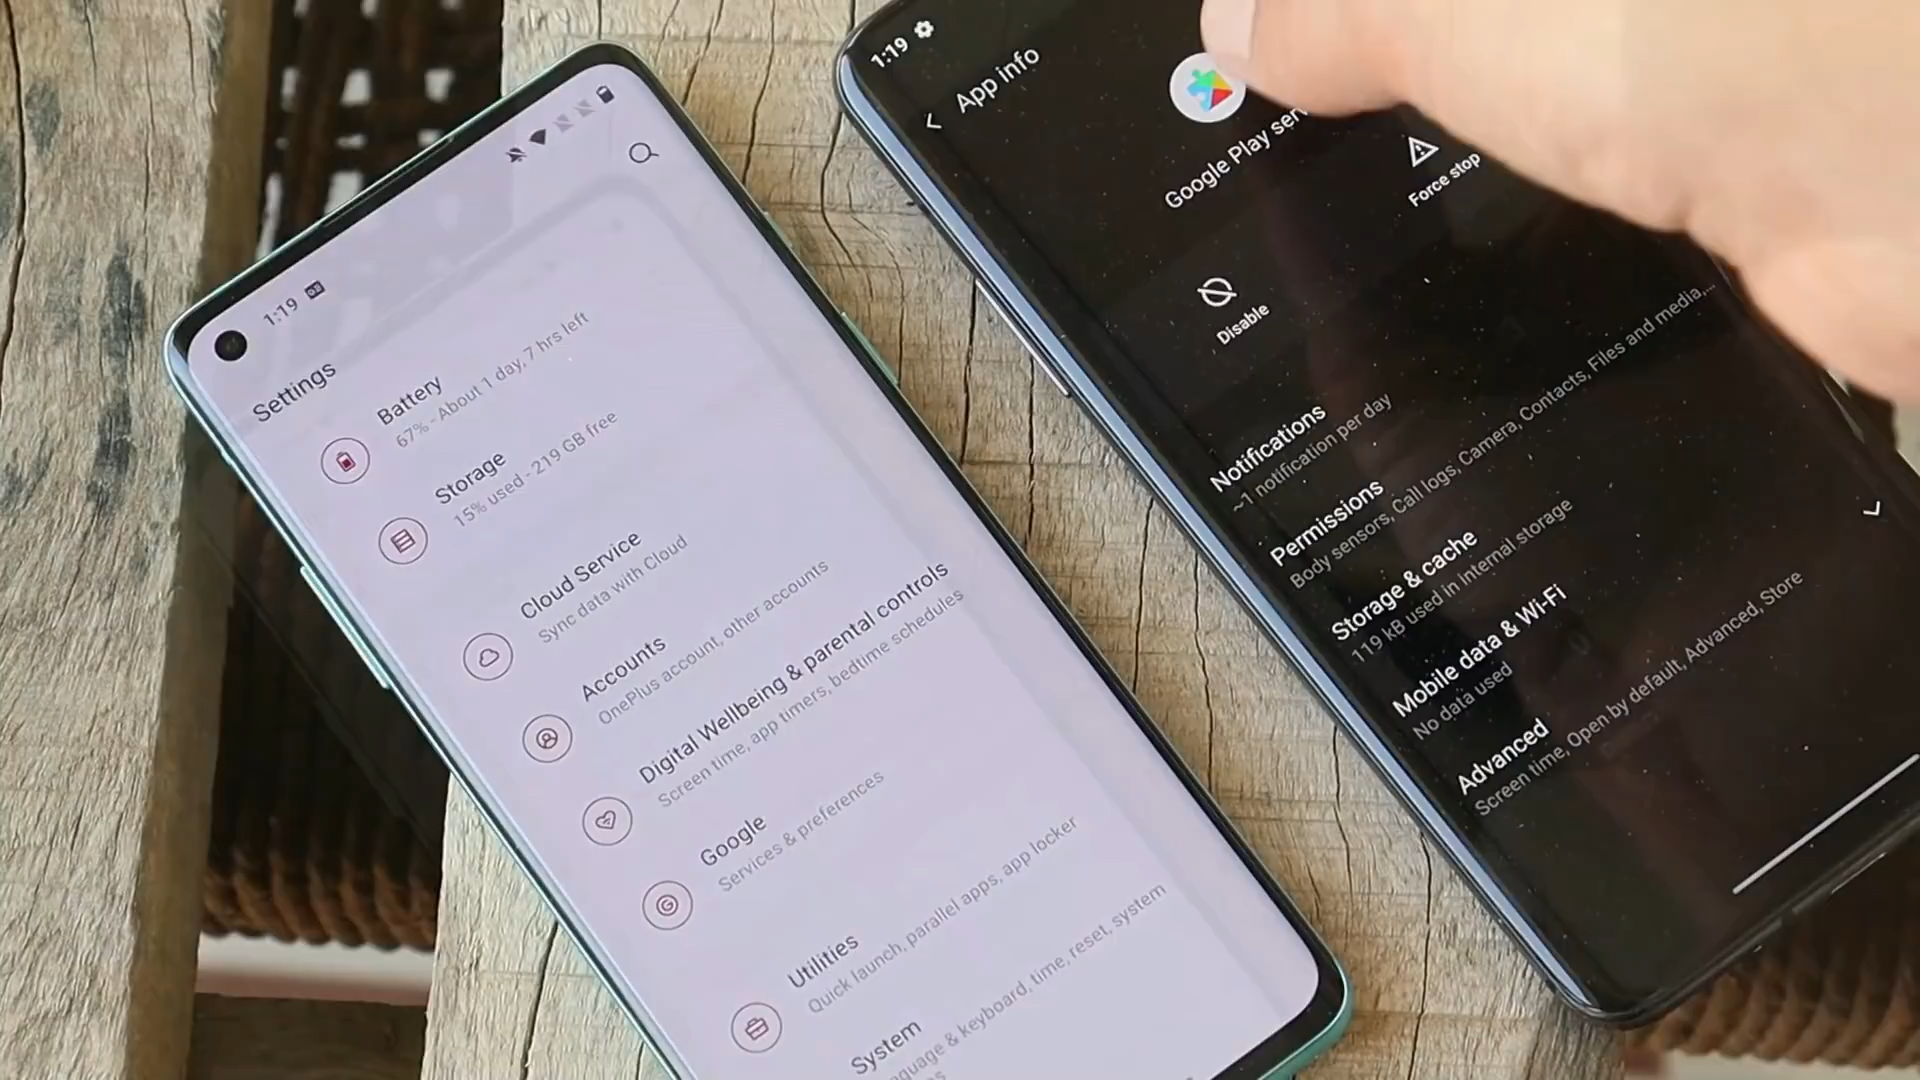 1:19
Settings
Battery
67% - About 1 day, 7 hrs left
Storage
15% used - 219 GB free
Cloud Service
Sync data with Cloud
Accounts
OnePlus account, other accounts
Digital Wellbeing & parental controls
Screen time, app timers, bedtime schedules
Google
Services & preferences
Utilities
Quick launch, parallel apps, app locker
System
keyboard, time, reset, system
1:19
App info
Google Play
Force stop
Disable
Notifications
~1 notification per day
Permissions
Body sensors, Call logs, Camera, Contacts, Files and media,...
Storage & cache
119 kB used in internal storage
Mobile data & Wi-Fi
No data used
Advanced
Screen time, Open by default, Advanced, Store